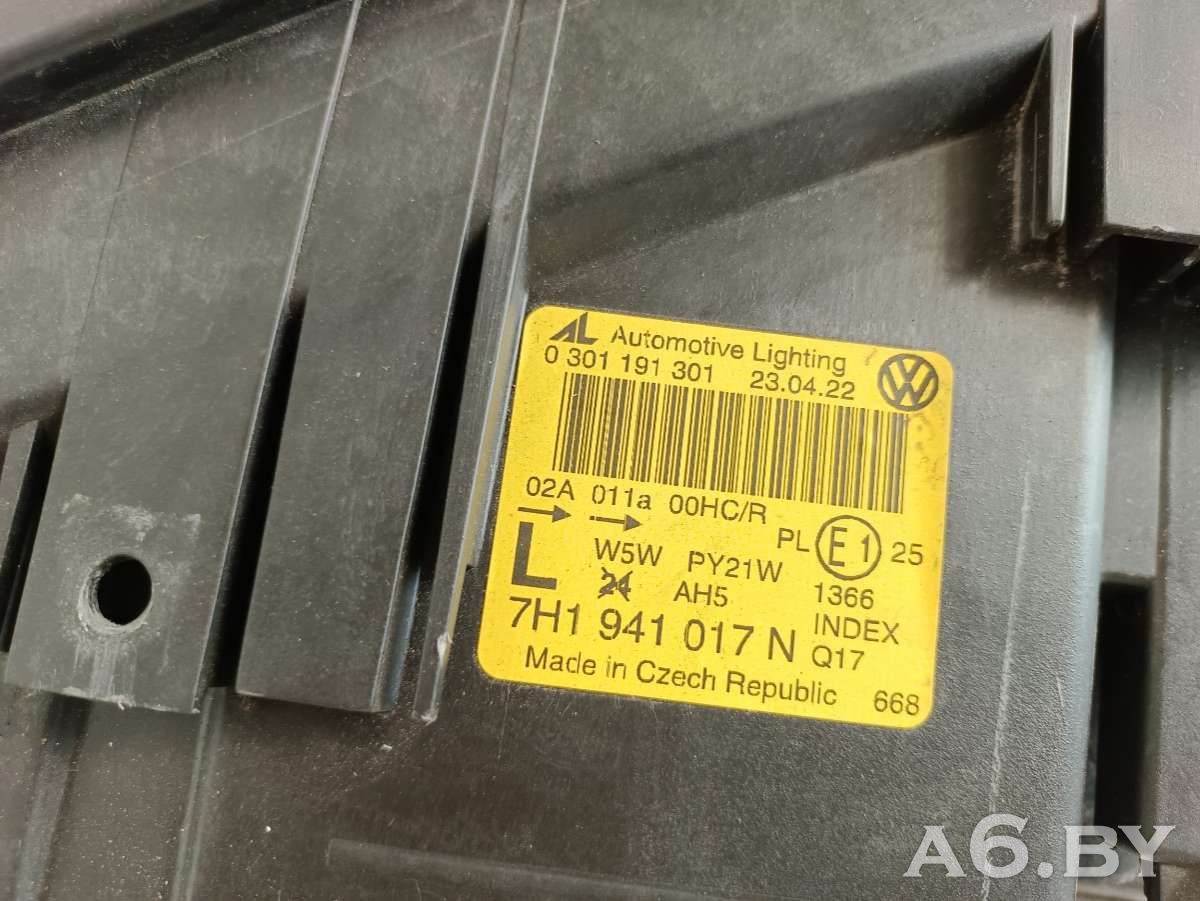 AL Automotive Lighting
0 301 191 301 23.04.22
02A 011a 00HC/R
PL E1 25
L W5W PY21W 1366
24 AH5 INDEX
7H1 941 017 N Q17
Made in Czech Republic 668
A6.BY